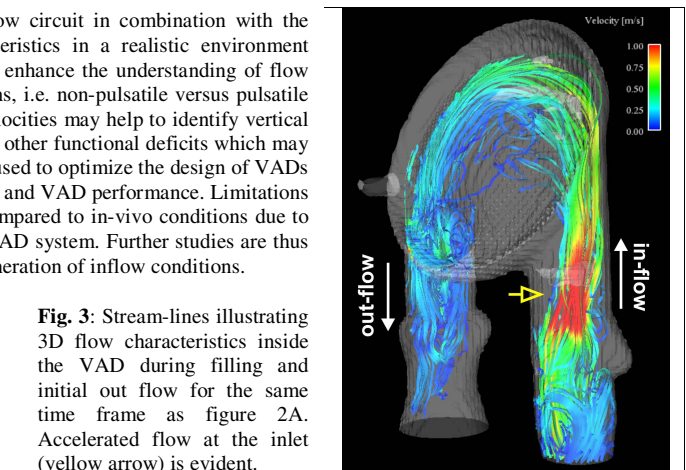 ow circuit in combination with the
eristics in a realistic environment
enhance the understanding of flow
ns, i.e. non-pulsatile versus pulsatile
locities may help to identify vertical
other functional deficits which may
used to optimize the design of VADs
and VAD performance. Limitations
mpared to in-vivo conditions due to
AD system. Further studies are thus
neration of inflow conditions.
Fig. 3: Stream-lines illustrating
3D flow characteristics inside
the VAD during filling and
initial out flow for the same
time frame as figure 2A.
Accelerated flow at the inlet
(yellow arrow) is evident.
Velocity [m/s]
1.00
0.75
0.50
0.25
0.00
out-flow
in-flow